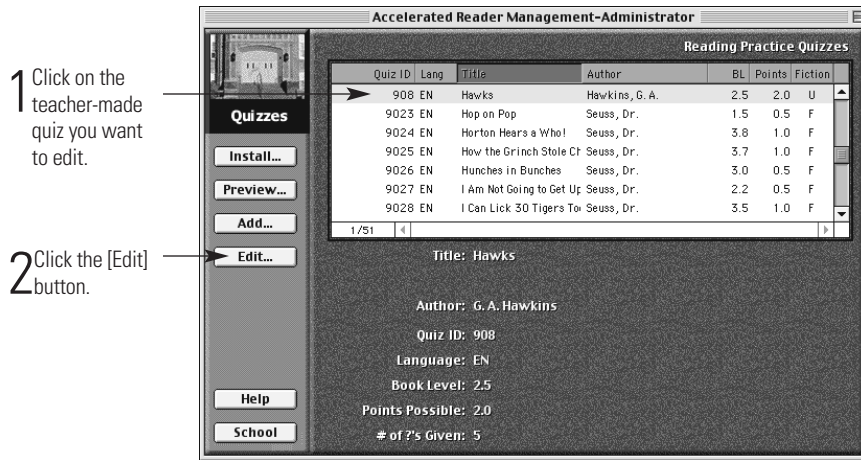 Accelerated Reader Management-Administrator
Reading Practice Quizzes
1 Click on the
teacher-made
quiz you want
to edit.
2 Click the [Edit]
button.
Quizzes
Install...
Preview...
Add...
Edit...
Help
School
Quiz ID Lang Title Author BL Points Fiction
908 EN Hawks Hawkins, G. A. 2.5 2.0 U
9023 EN Hop on Pop Seuss, Dr. 1.5 0.5 F
9024 EN Horton Hears a Who! Seuss, Dr. 3.8 1.0 F
9025 EN How the Grinch Stole Ch Seuss, Dr. 3.7 1.0 F
9026 EN Hunches in Bunches Seuss, Dr. 3.0 0.5 F
9027 EN I Am Not Going to Get Up Seuss, Dr. 2.2 0.5 F
9028 EN I Can Lick 30 Tigers Too Seuss, Dr. 3.5 1.0 F
1/51
Title: Hawks
Author: G. A. Hawkins
Quiz ID: 908
Language: EN
Book Level: 2.5
Points Possible: 2.0
# of ?'s Given: 5